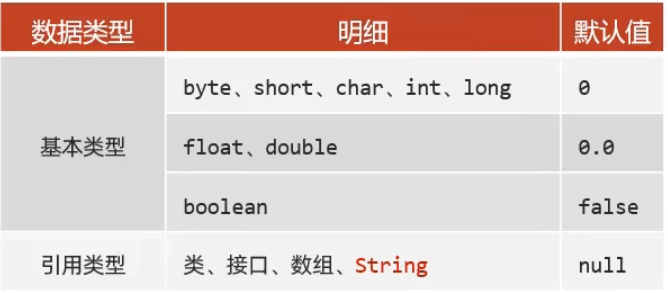 数据类型 明细 默认值
byte、short、char、int、long 0
基本类型 float、double 0.0
boolean false
引用类型 类、接口、数组、String null